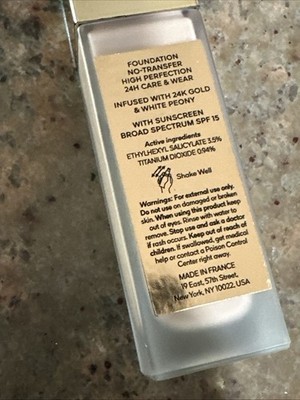 FOUNDATION
NO-TRANSFER
HIGH PERFECTION
24H CARE & WEAR
INFUSED WITH 24K GOLD
& WHITE PEONY
WITH SUNSCREEN
BROAD SPECTRUM SPF 15
Active ingredients
ETHYLHEXYL SALICYLATE 3.5%
TITANIUM DIOXIDE 0.94%
Shake Well
Warnings: For external use only.
Do not use on damaged or broken
skin. When using this product keep
out of eyes. Rinse with water to
remove. Stop use and ask a doctor
if rash occurs. Keep out of reach of
children. If swallowed, get medical
help or contact a Poison Control
Center right away.
MADE IN FRANCE
19 East, 57th Street,
New York, NY 10022, USA